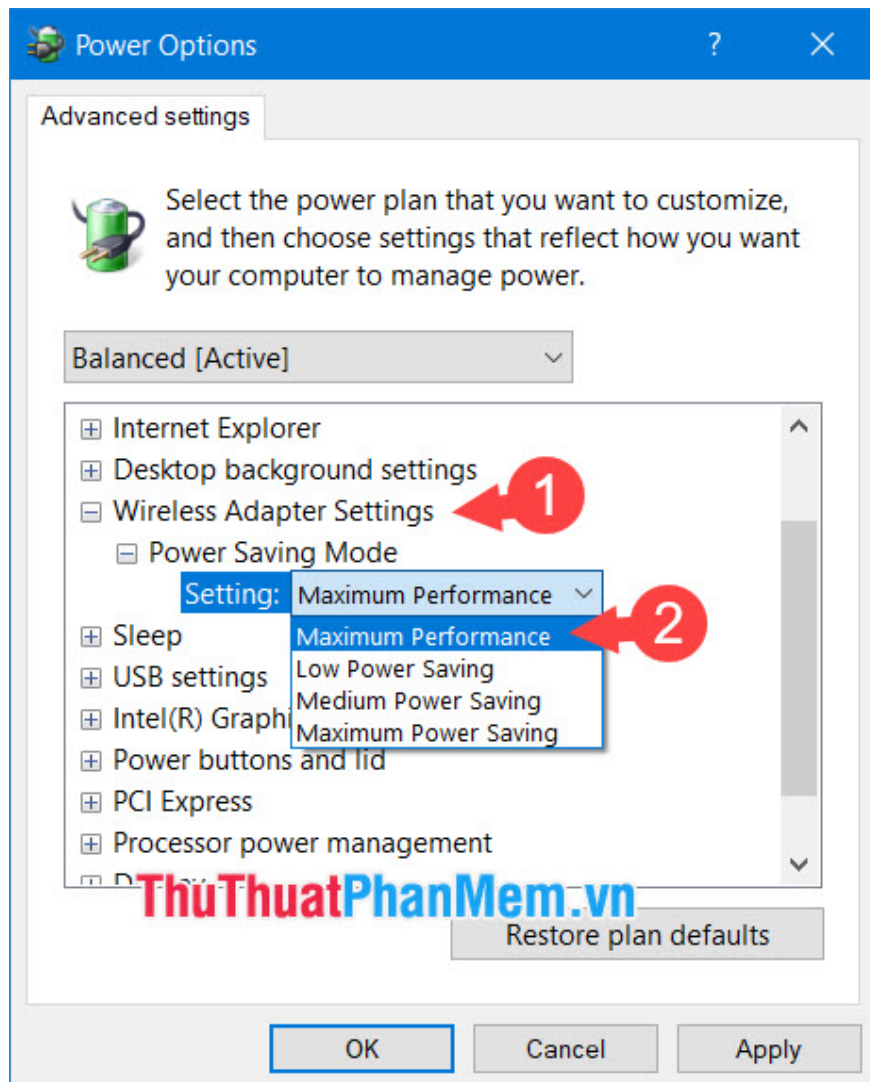 Power Options
?
Advanced settings
Select the power plan that you want to customize,
and then choose settings that reflect how you want
your computer to manage power.
Balanced [Active]
Internet Explorer
Desktop background settings
Wireless Adapter Settings
1
Power Saving Mode
Setting: Maximum Performance
Maximum Performance
2
Low Power Saving
Medium Power Saving
Maximum Power Saving
Sleep
USB settings
Intel(R)
Power buttons and lid
PCI Express
Processor power management
ThuThuatPhanMem.vn
Restore plan defaults
OK Cancel Apply